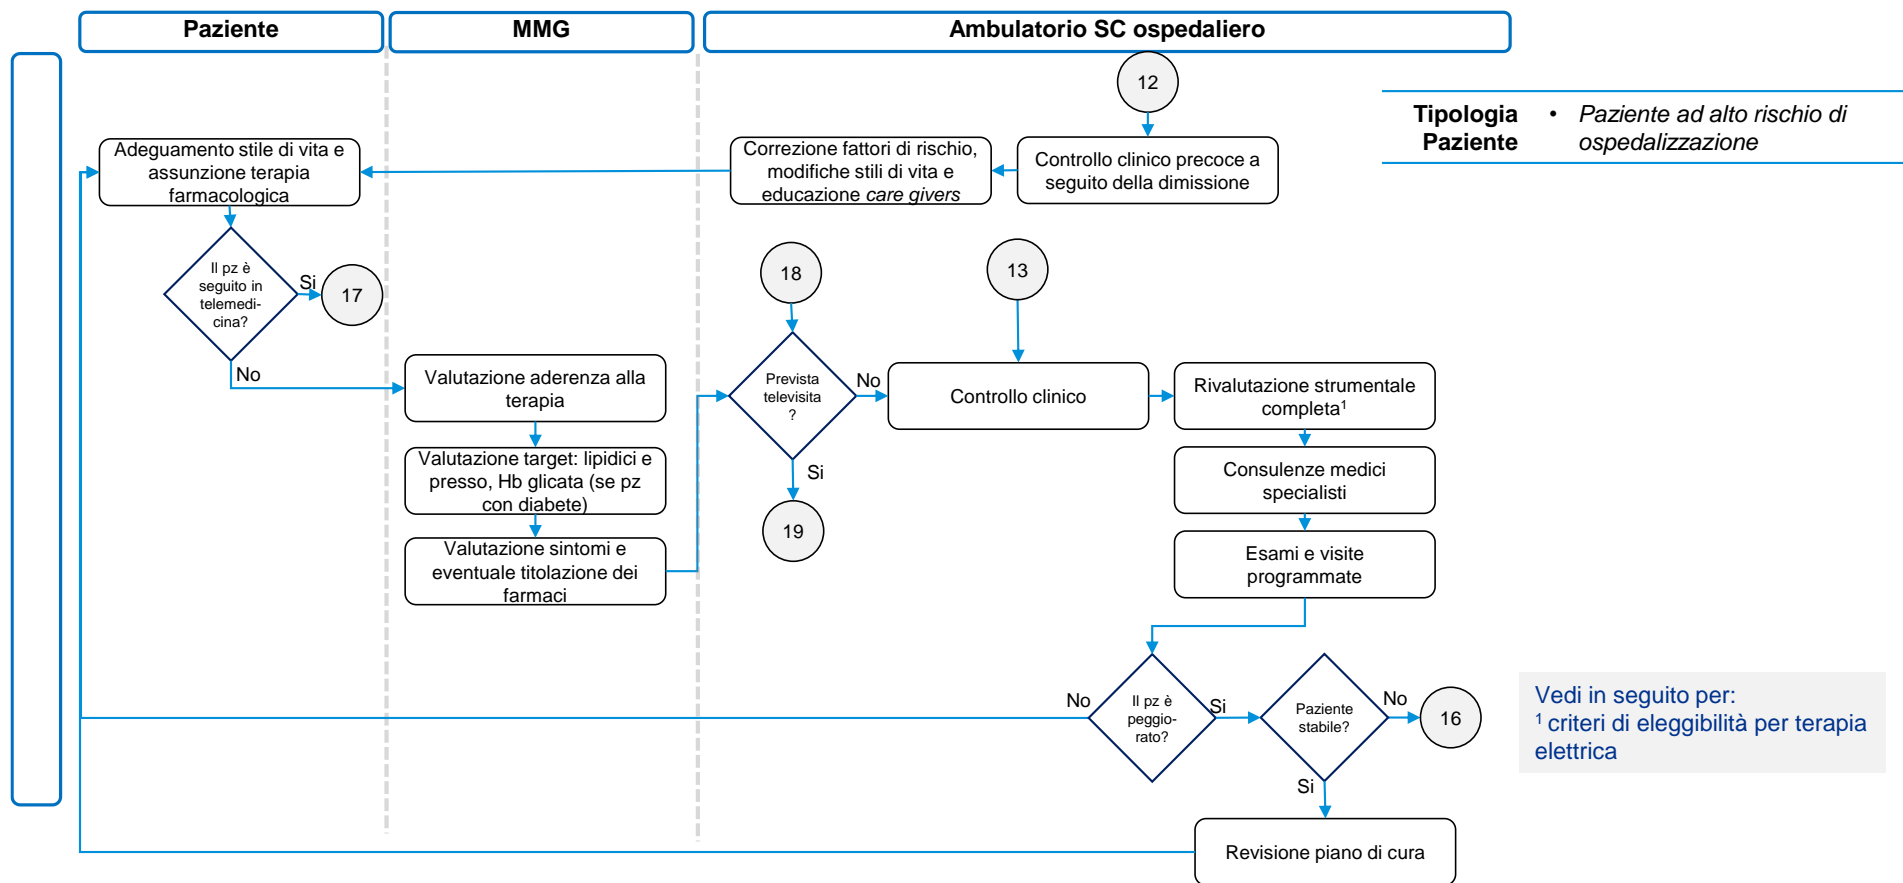 Paziente
MMG
Ambulatorio SC ospedaliero
12
Tipologia
Paziente
• Paziente ad alto rischio di
ospedalizzazione
Adeguamento stile di vita e
assunzione terapia
farmacologica
Correzione fattori di rischio,
modifiche stili di vita e
educazione care givers
Controllo clinico precoce a
seguito della dimissione
Il pz è
seguito in
telemedi-
cina?
Si
17
No
18
13
Valutazione aderenza alla
terapia
Prevista
televisita
?
No
Controllo clinico
Rivalutazione strumentale
completa¹
Valutazione target: lipidici e
presso, Hb glicata (se pz
con diabete)
Si
Consulenze medici
specialisti
19
Valutazione sintomi e
eventuale titolazione dei
farmaci
Esami e visite
programmate
No
Il pz è
peggio-
rato?
Si
Paziente
stabile?
No
16
Si
Vedi in seguito per:
¹ criteri di eleggibilità per terapia
elettrica
Revisione piano di cura